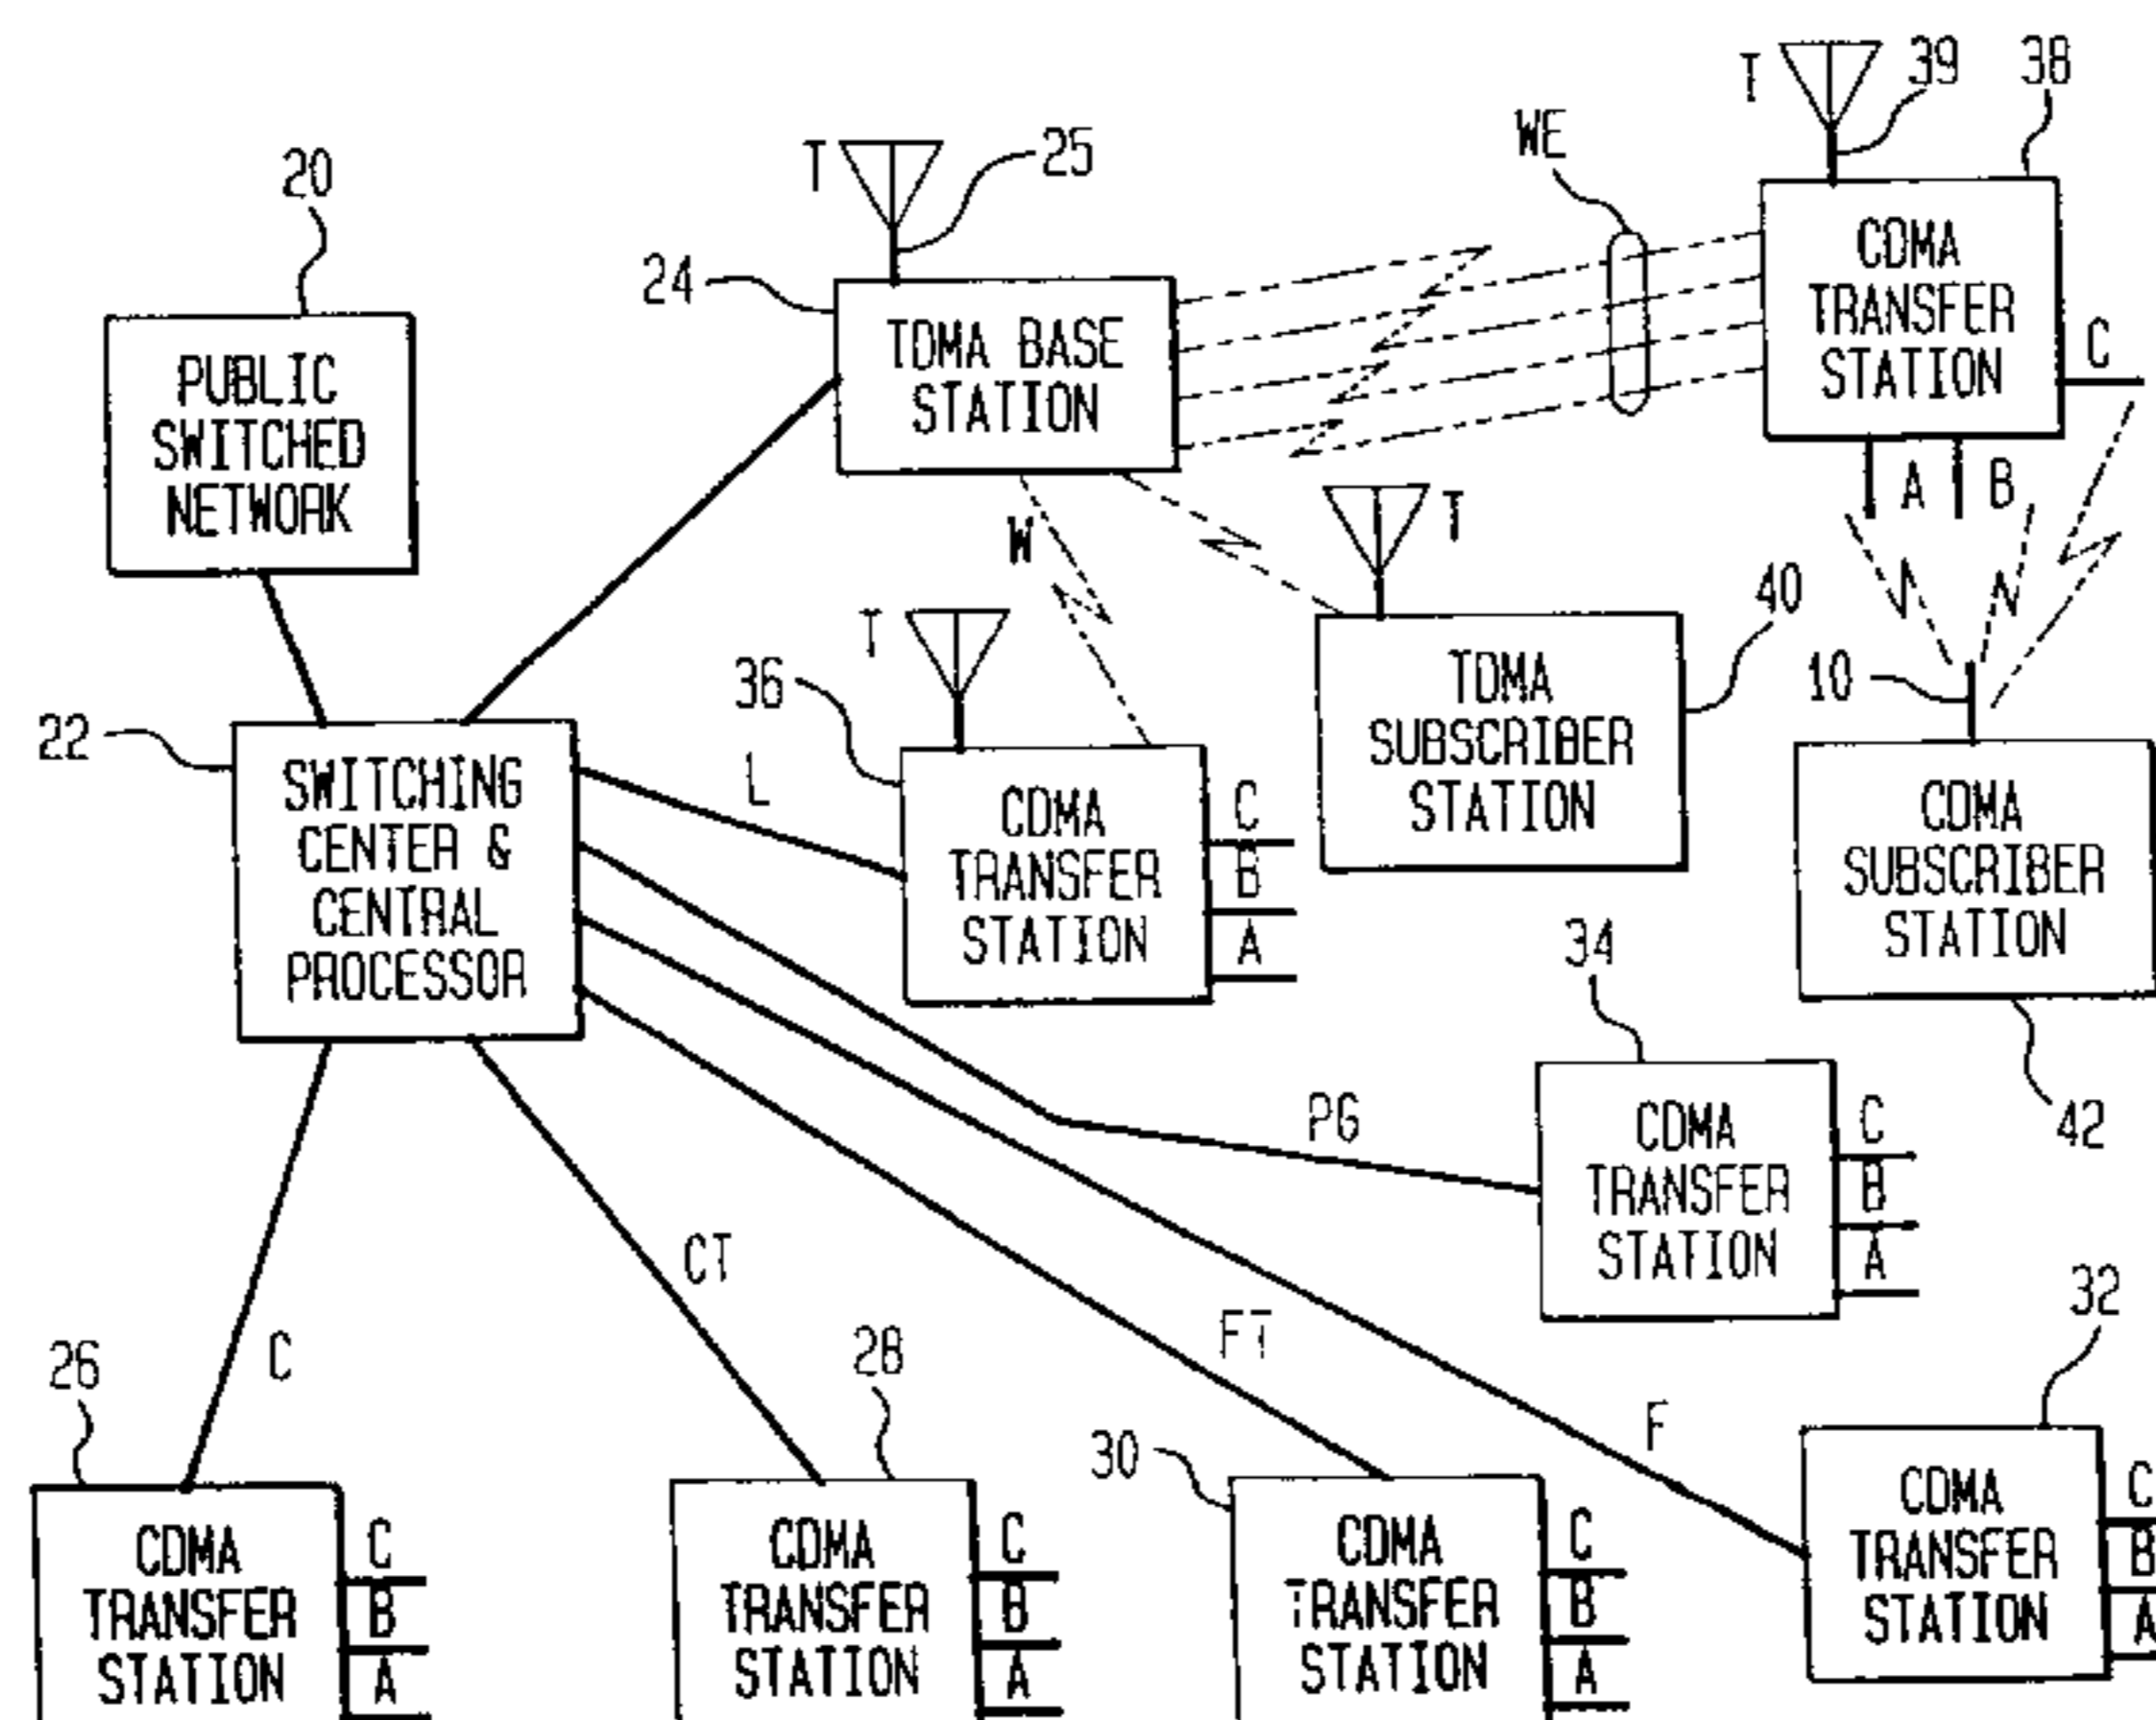 T
39
38
WE
T
25
20
24
CDMA
TRANSFER
STATION
C
TDMA BASE
STATION
PUBLIC
SWITCHED
NETWORK
A
B
W
T
40
T
36
10
22
TDMA
SUBSCRIBER
STATION
SWITCHING
CENTER &
CENTRAL
PROCESSOR
L
CDMA
TRANSFER
STATION
C
B
A
CDMA
SUBSCRIBER
STATION
34
42
PG
CDMA
TRANSFER
STATION
C
B
A
CT
32
FT
C
26
28
F
30
CDMA
TRANSFER
STATION
C
B
A
CDMA
TRANSFER
STATION
C
B
A
CDMA
TRANSFER
STATION
C
B
A
CDMA
TRANSFER
STATION
C
B
A